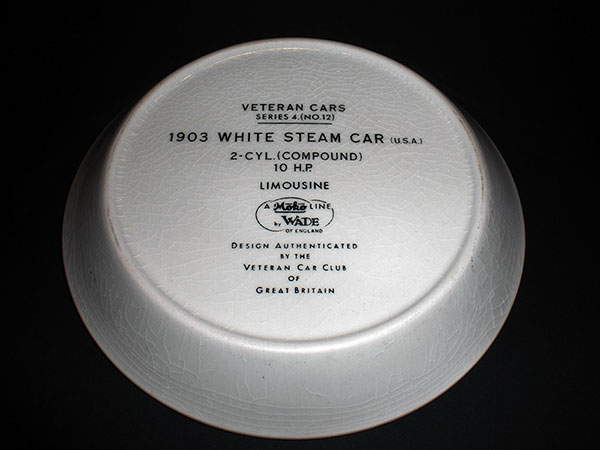 VETERAN CARS
SERIES 4.(NO.12)
1903 WHITE STEAM CAR (U.S.A.)
2-CYL.(COMPOUND)
10 H.P.
LIMOUSINE
A Moko LINE
by WADE
OF ENGLAND
DESIGN AUTHENTICATED
BY THE
VETERAN CAR CLUB
OF
GREAT BRITAIN